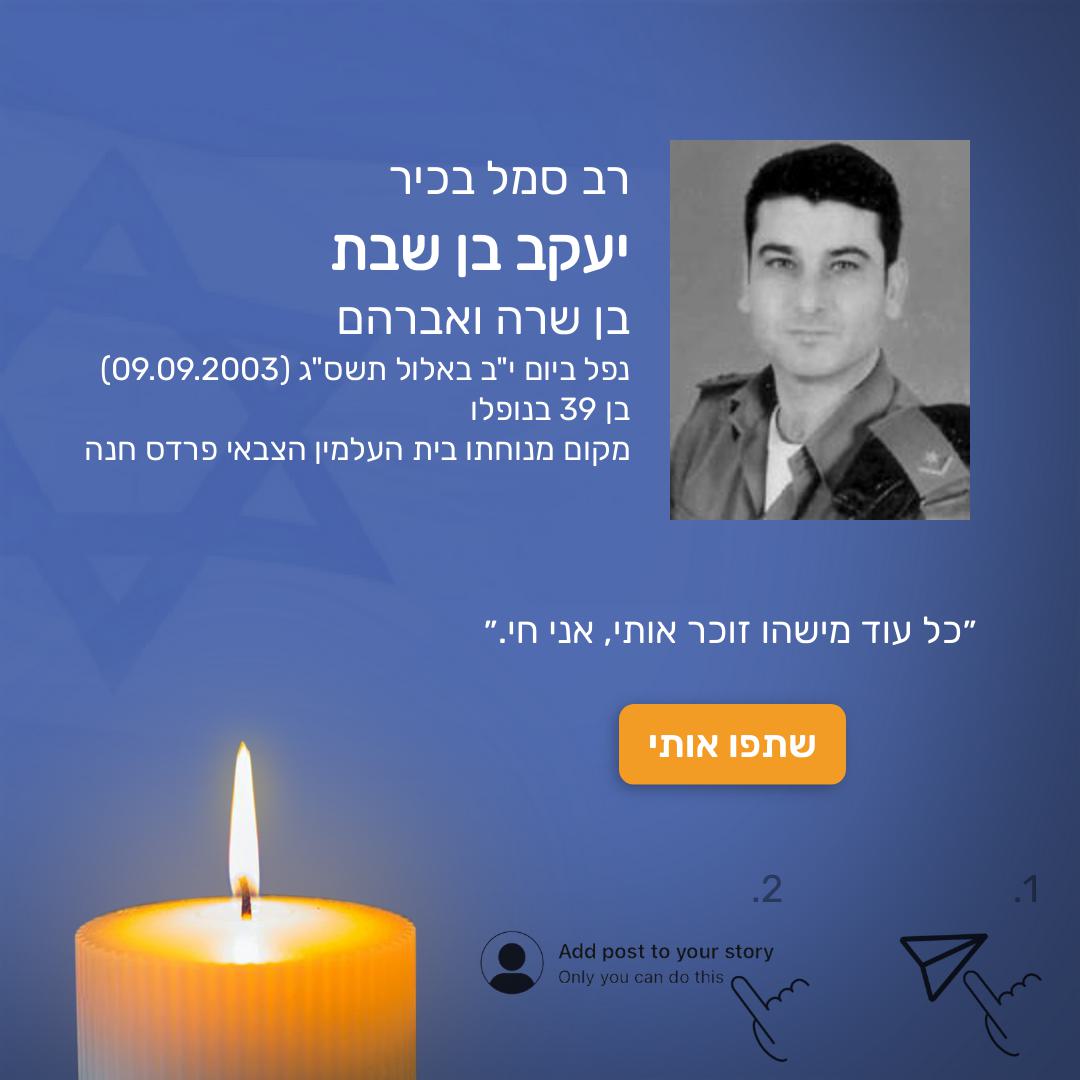 רב סמל בכיר
יעקב בן שבת
בן שרה ואברהם
נפל ביום י"ב באלול תשס"ג (09.09.2003)
בן 39 בנופלו
מקום מנוחתו בית העלמין הצבאי פרדס חנה
״כל עוד מישהו זוכר אותי, אני חי.״
שתפו אותי
1.
2.
Add post to your story
Only you can do this